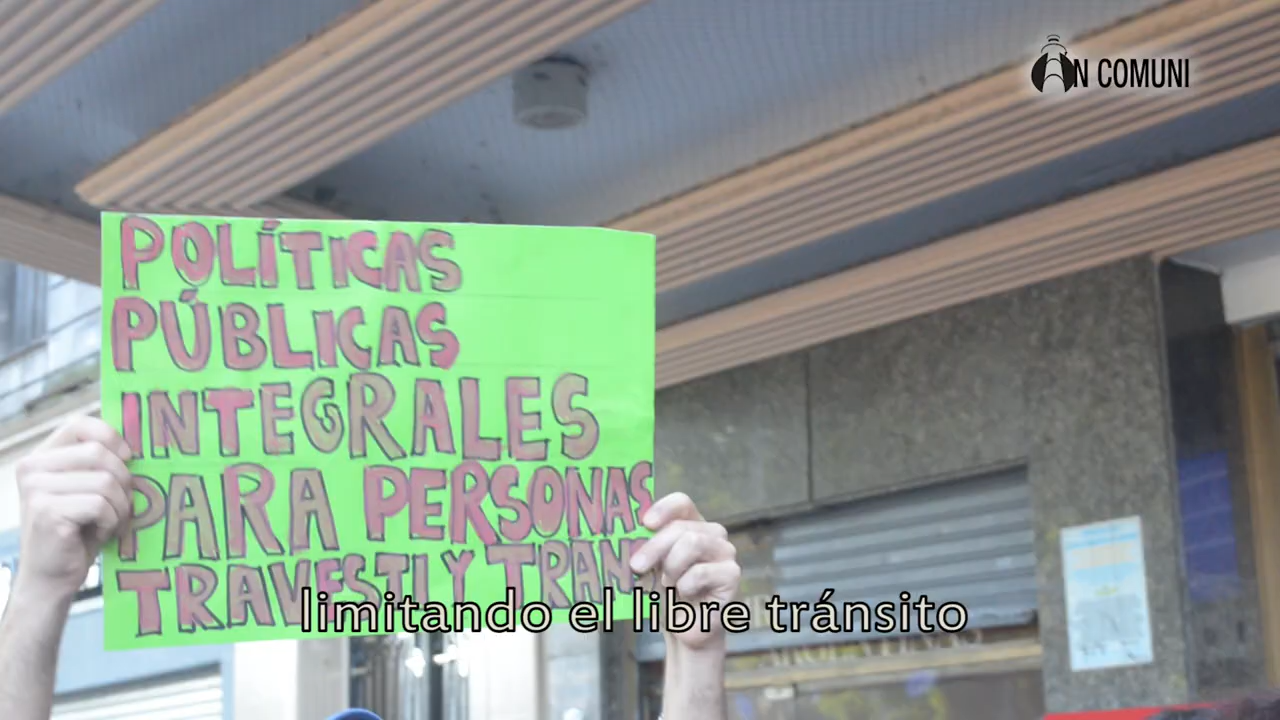 N COMUNI
POLÍTICAS
PÚBLICAS
INTEGRALES
PARA PERSONAS
TRAVESTI Y TRANS
limitando el libre tránsito